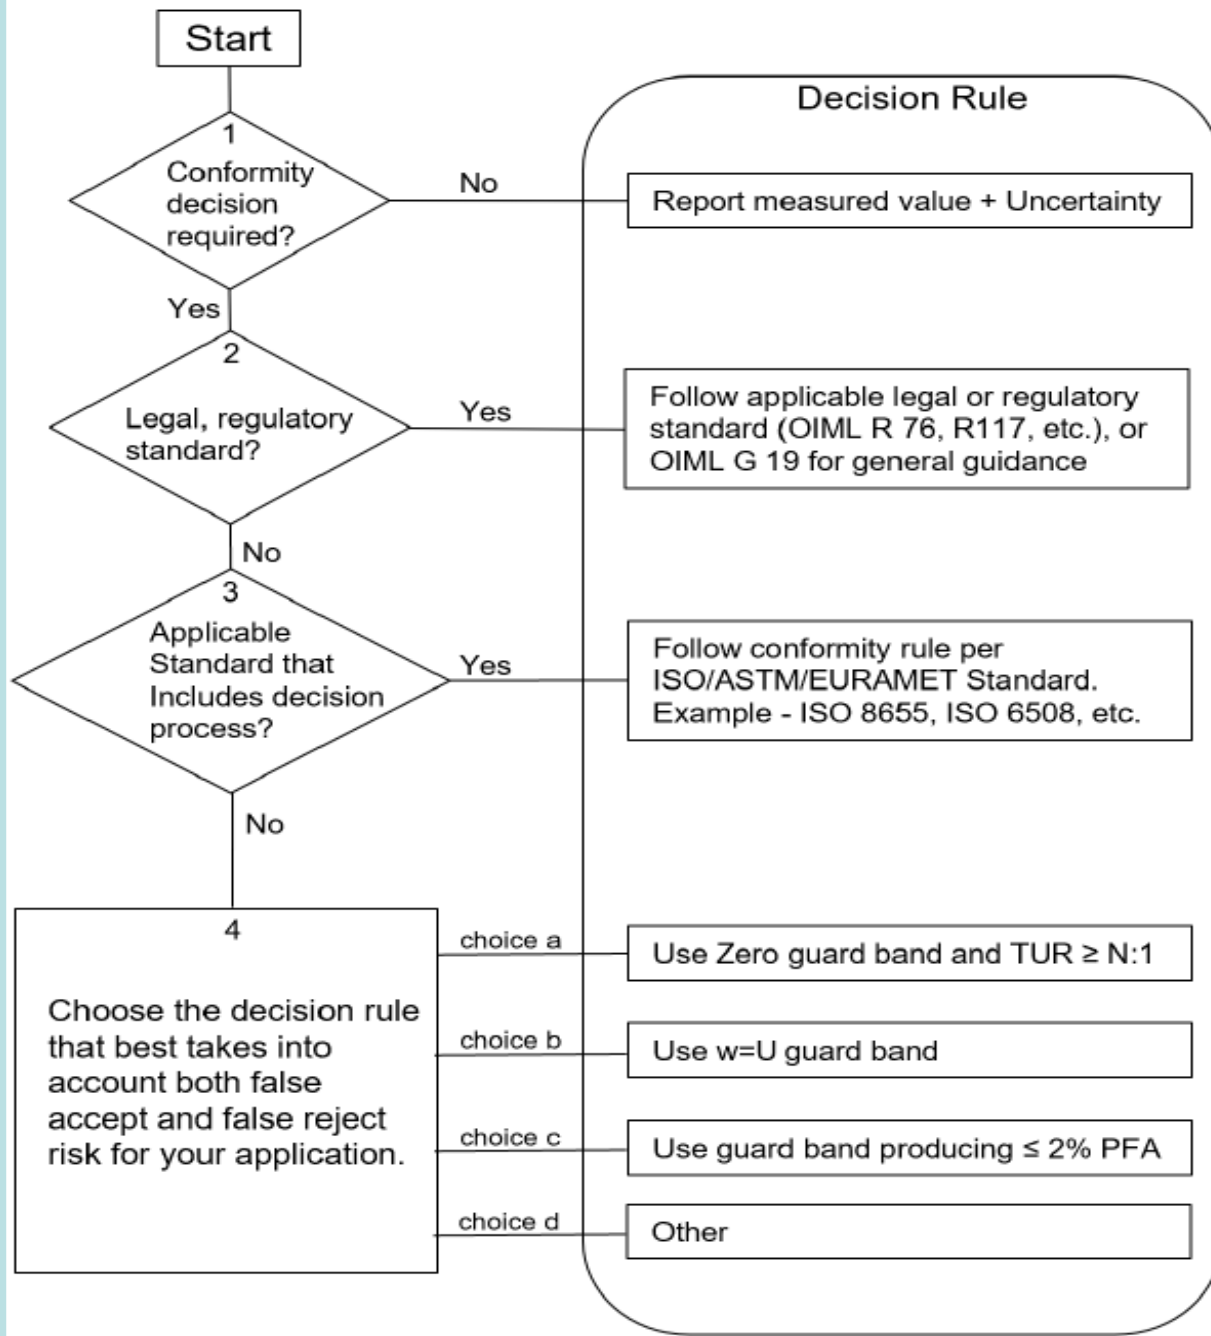 Start
Decision Rule
1
Conformity
decision
required?
No
Report measured value + Uncertainty
Yes
2
Legal, regulatory
standard?
Yes
Follow applicable legal or regulatory
standard (OIML R 76, R117, etc.), or
OIML G 19 for general guidance
No
3
Applicable
Standard that
Includes decision
process?
Yes
Follow conformity rule per
ISO/ASTM/EURAMET Standard.
Example - ISO 8655, ISO 6508, etc.
No
4
Choose the decision rule
that best takes into
account both false
accept and false reject
risk for your application.
choice a
Use Zero guard band and TUR ≥ N:1
choice b
Use w=U guard band
choice c
Use guard band producing ≤ 2% PFA
choice d
Other